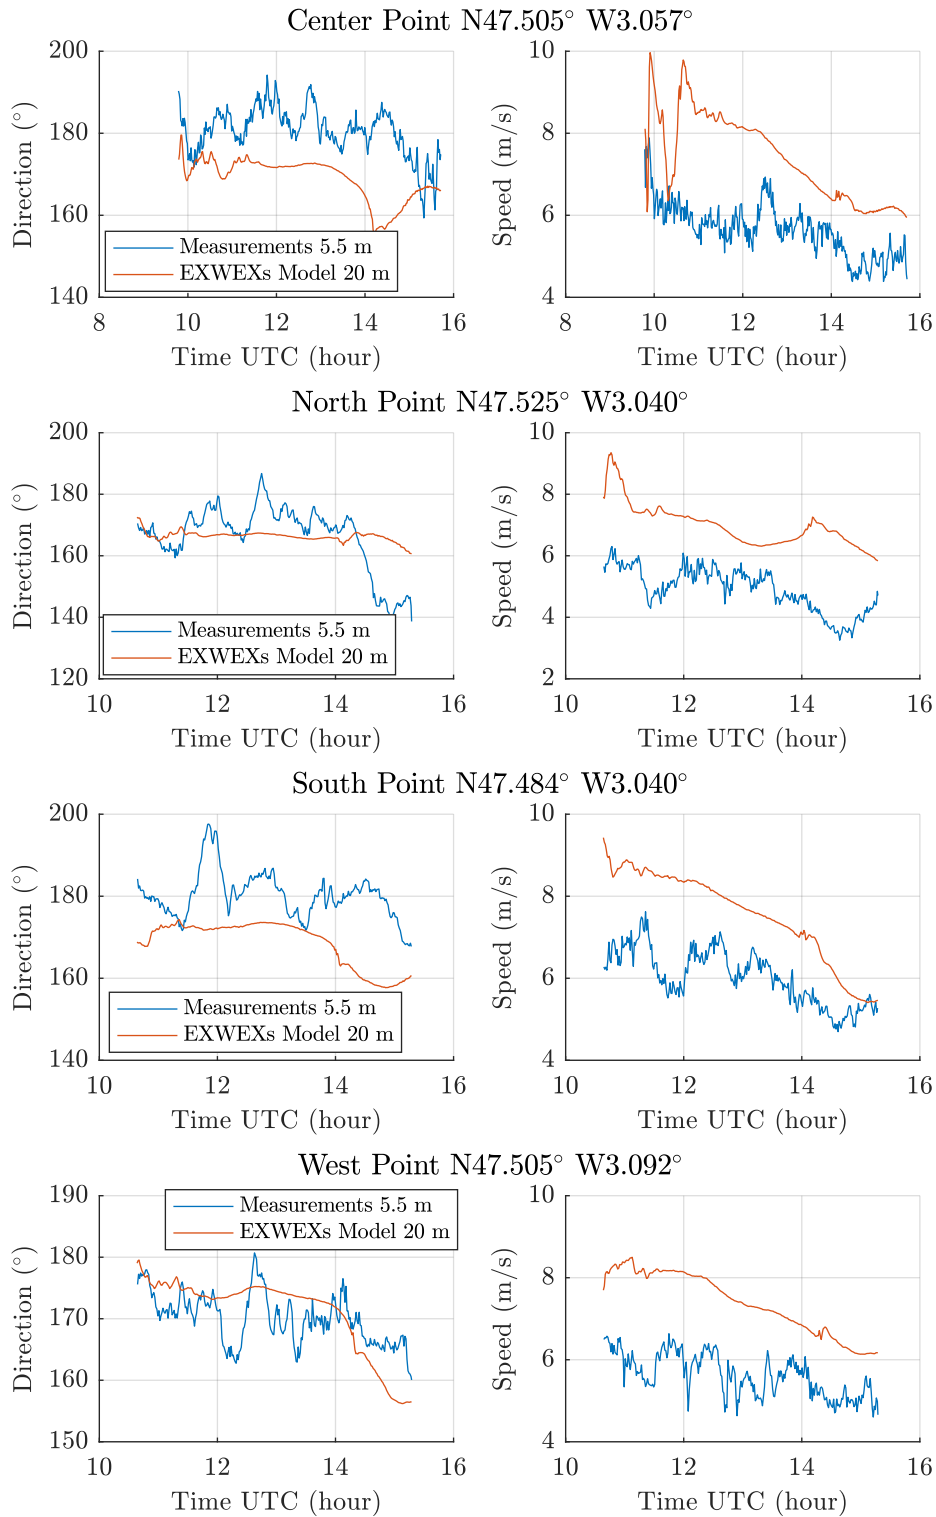 Center Point N47.505° W3.057°
200
180
160
140
Direction (°)
Measurements 5.5 m
EXWEXs Model 20 m
8 10 12 14 16
Time UTC (hour)
10
8
6
4
Speed (m/s)
8 10 12 14 16
Time UTC (hour)
North Point N47.525° W3.040°
200
180
160
140
120
Direction (°)
Measurements 5.5 m
EXWEXs Model 20 m
10 12 14 16
Time UTC (hour)
10
8
6
4
2
Speed (m/s)
10 12 14 16
Time UTC (hour)
South Point N47.484° W3.040°
200
180
160
140
Direction (°)
Measurements 5.5 m
EXWEXs Model 20 m
10 12 14 16
Time UTC (hour)
10
8
6
4
Speed (m/s)
10 12 14 16
Time UTC (hour)
West Point N47.505° W3.092°
190
180
170
160
150
Direction (°)
Measurements 5.5 m
EXWEXs Model 20 m
10 12 14 16
Time UTC (hour)
10
8
6
4
Speed (m/s)
10 12 14 16
Time UTC (hour)